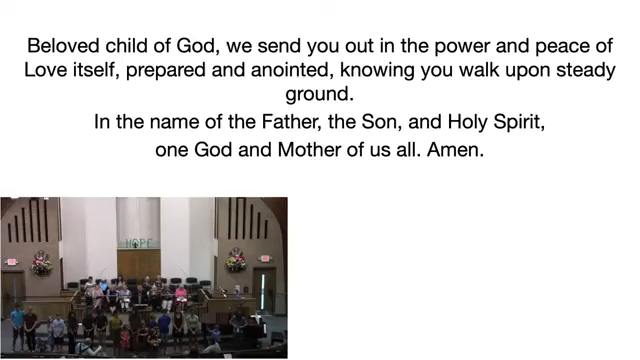 Beloved child of God, we send you out in the power and peace of
Love itself, prepared and anointed, knowing you walk upon steady
ground.
In the name of the Father, the Son, and Holy Spirit,
one God and Mother of us all. Amen.
HOPE